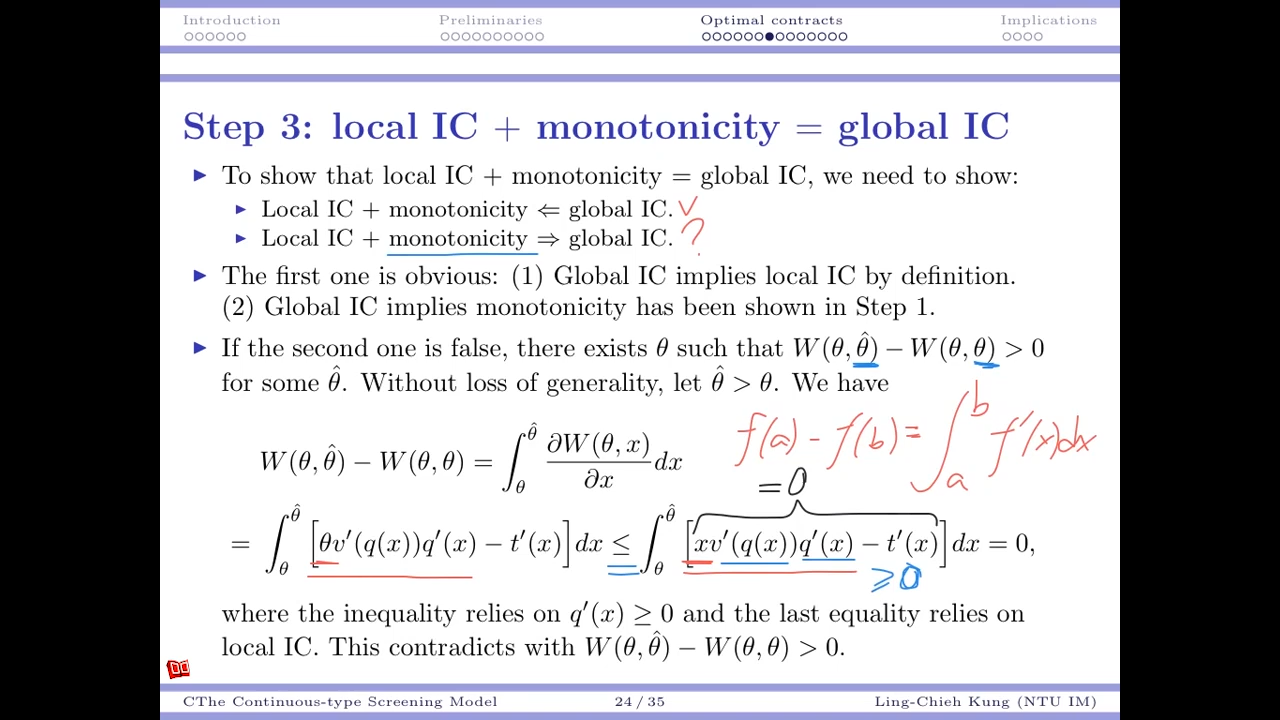 Introduction Preliminaries Optimal contracts Implications
Step 3: local IC + monotonicity = global IC
▶ To show that local IC + monotonicity = global IC, we need to show:
▶ Local IC + monotonicity ⇐ global IC. ✓
▶ Local IC + monotonicity ⇒ global IC. ?
▶ The first one is obvious: (1) Global IC implies local IC by definition.
(2) Global IC implies monotonicity has been shown in Step 1.
▶ If the second one is false, there exists θ such that W(θ, θ̂) − W(θ, θ) > 0
for some θ̂. Without loss of generality, let θ̂ > θ. We have
f(a) - f(b) = ∫_a^b f'(x)dx
W(θ, θ̂) − W(θ, θ) = ∫_θ^θ̂ ∂W(θ, x)/∂x dx
= 0
= ∫_θ^θ̂ [θv′(q(x))q′(x) − t′(x)]dx ≤ ∫_θ^θ̂ [xv′(q(x))q′(x) − t′(x)]dx = 0,
≥0
where the inequality relies on q′(x) ≥ 0 and the last equality relies on
local IC. This contradicts with W(θ, θ̂) − W(θ, θ) > 0.
CThe Continuous-type Screening Model 24 / 35 Ling-Chieh Kung (NTU IM)